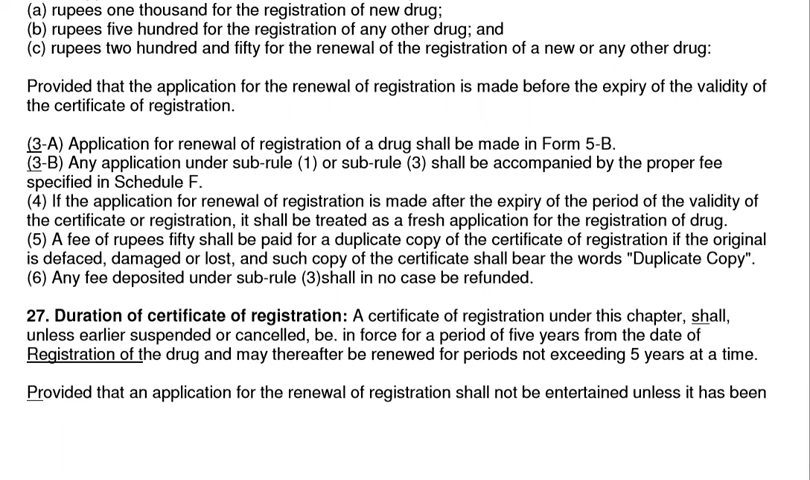 (a) rupees one thousand for the registration of new drug;
(b) rupees five hundred for the registration of any other drug; and
(c) rupees two hundred and fifty for the renewal of the registration of a new or any other drug:
Provided that the application for the renewal of registration is made before the expiry of the validity of
the certificate of registration.
(3-A) Application for renewal of registration of a drug shall be made in Form 5-B.
(3-B) Any application under sub-rule (1) or sub-rule (3) shall be accompanied by the proper fee
specified in Schedule F.
(4) If the application for renewal of registration is made after the expiry of the period of the validity of
the certificate or registration, it shall be treated as a fresh application for the registration of drug.
(5) A fee of rupees fifty shall be paid for a duplicate copy of the certificate of registration if the original
is defaced, damaged or lost, and such copy of the certificate shall bear the words "Duplicate Copy".
(6) Any fee deposited under sub-rule (3)shall in no case be refunded.
27. Duration of certificate of registration: A certificate of registration under this chapter, shall,
unless earlier suspended or cancelled, be. in force for a period of five years from the date of
Registration of the drug and may thereafter be renewed for periods not exceeding 5 years at a time.
Provided that an application for the renewal of registration shall not be entertained unless it has been